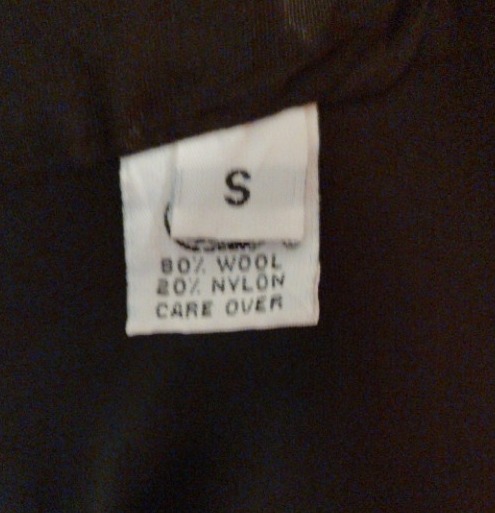 S
80% WOOL
20% NYLON
CARE OVER